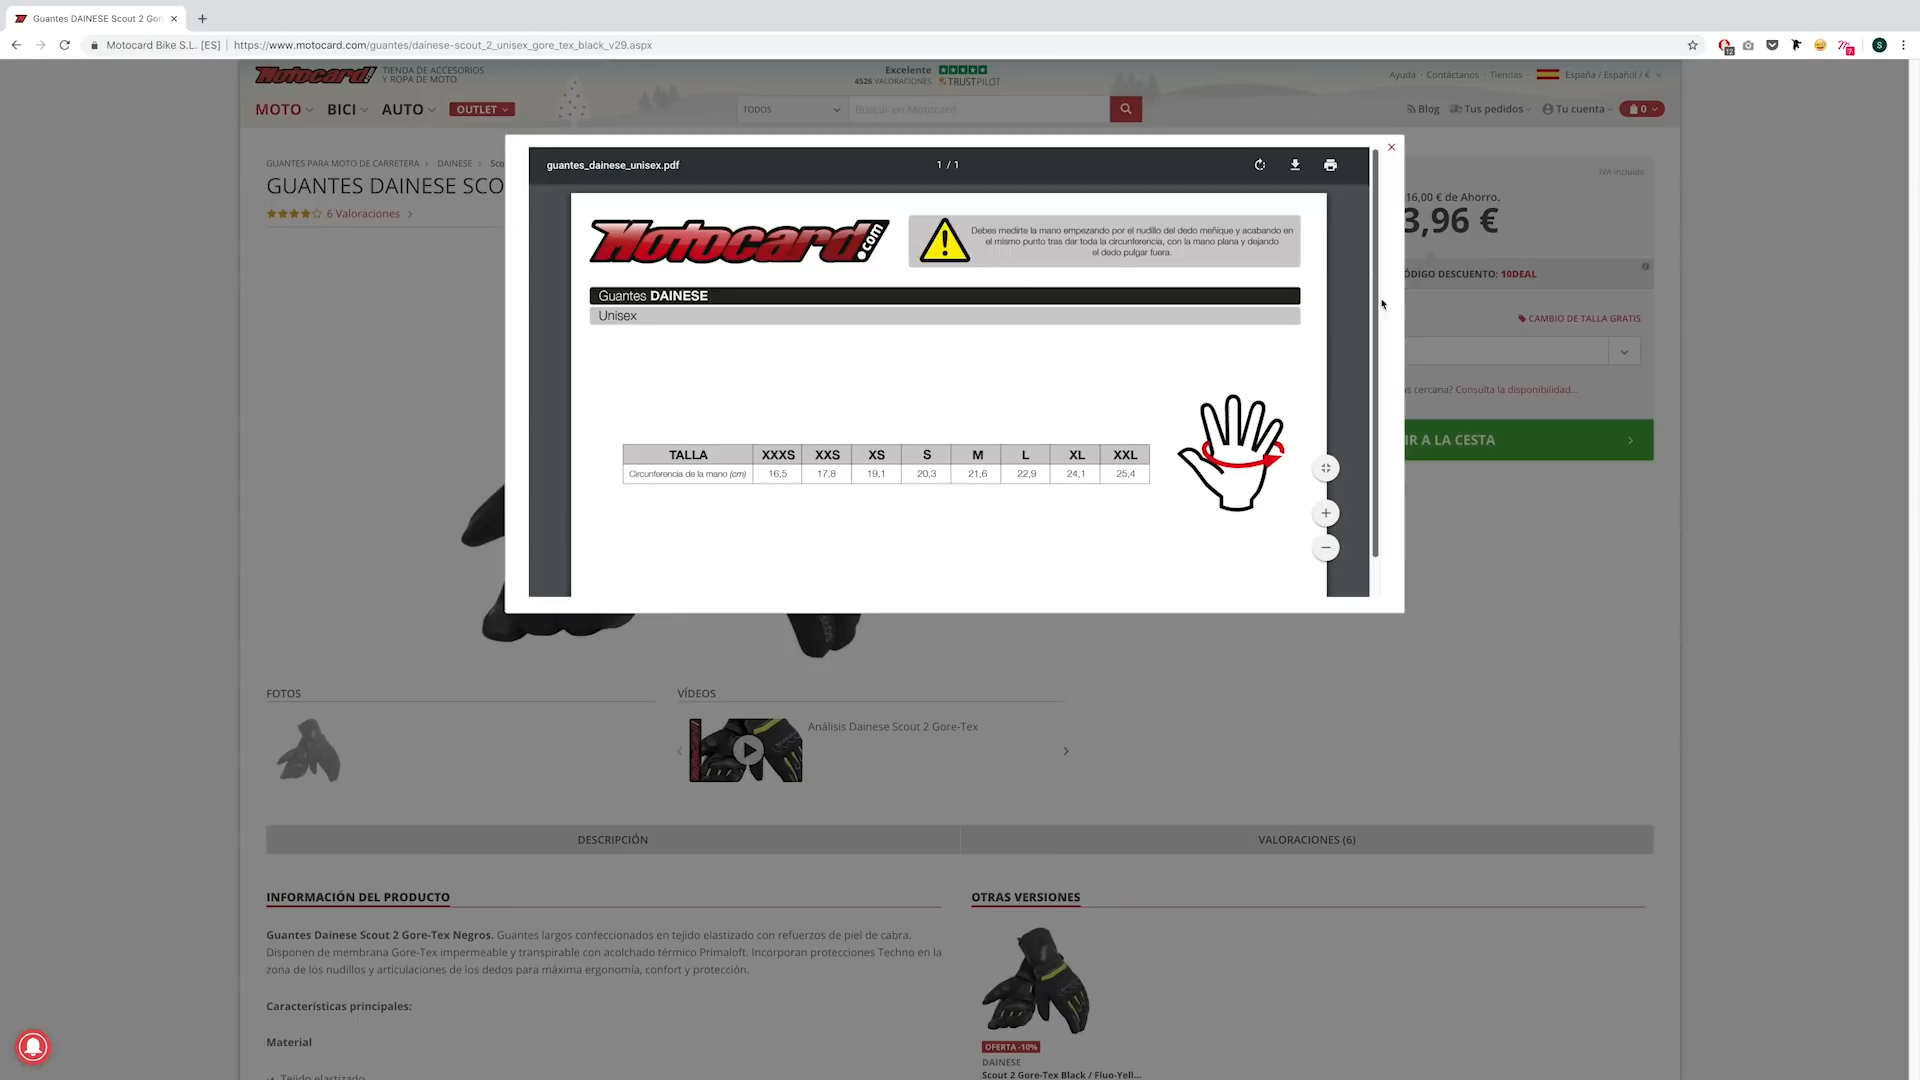 Guantes DAINESE Scout 2 Gor
Motocard Bike S.L. [ES]
https://www.motocard.com/guantes/dainese-scout_2_unisex_gore_tex_black_v29.aspx
12
7
S
Motocard!
TIENDA DE ACCESORIOS
Y ROPA DE MOTO
Excelente
4526 VALORACIONES
TRUSTPILOT
Ayuda · Contáctanos · Tiendas
España / Español / €
MOTO
BICI
AUTO
OUTLET
TODOS
Buscar en Motocard
Blog
Tus pedidos
Tu cuenta
0
GUANTES PARA MOTO DE CARRETERA > DAINESE > Sco
GUANTES DAINESE SCO
6 Valoraciones
IVA Incluido
16,00 € de Ahorro.
3,96 €
ÓDIGO DESCUENTO: 10DEAL
CAMBIO DE TALLA GRATIS
s cercana? Consulta la disponibilidad...
IR A LA CESTA
guantes_dainese_unisex.pdf
1 / 1
Motocard!.com
Debes medirte la mano empezando por el nudillo del dedo meñique y acabando en
el mismo punto tras dar toda la circunferencia, con la mano plana y dejando
el dedo pulgar fuera.
Guantes DAINESE
Unisex
TALLA XXXS XXS XS S M L XL XXL
Circunferencia de la mano (cm) 16,5 17,8 19,1 20,3 21,6 22,9 24,1 25,4
FOTOS
VÍDEOS
Análisis Dainese Scout 2 Gore-Tex
DESCRIPCIÓN
VALORACIONES (6)
INFORMACIÓN DEL PRODUCTO
Guantes Dainese Scout 2 Gore-Tex Negros. Guantes largos confeccionados en tejido elastizado con refuerzos de piel de cabra.
Disponen de membrana Gore-Tex impermeable y transpirable con acolchado térmico Primaloft. Incorporan protecciones Techno en la
zona de los nudillos y articulaciones de los dedos para máxima ergonomía, confort y protección.
Características principales:
Material
Tejido elastizado
OTRAS VERSIONES
OFERTA -10%
DAINESE
Scout 2 Gore-Tex Black / Fluo-Yell...